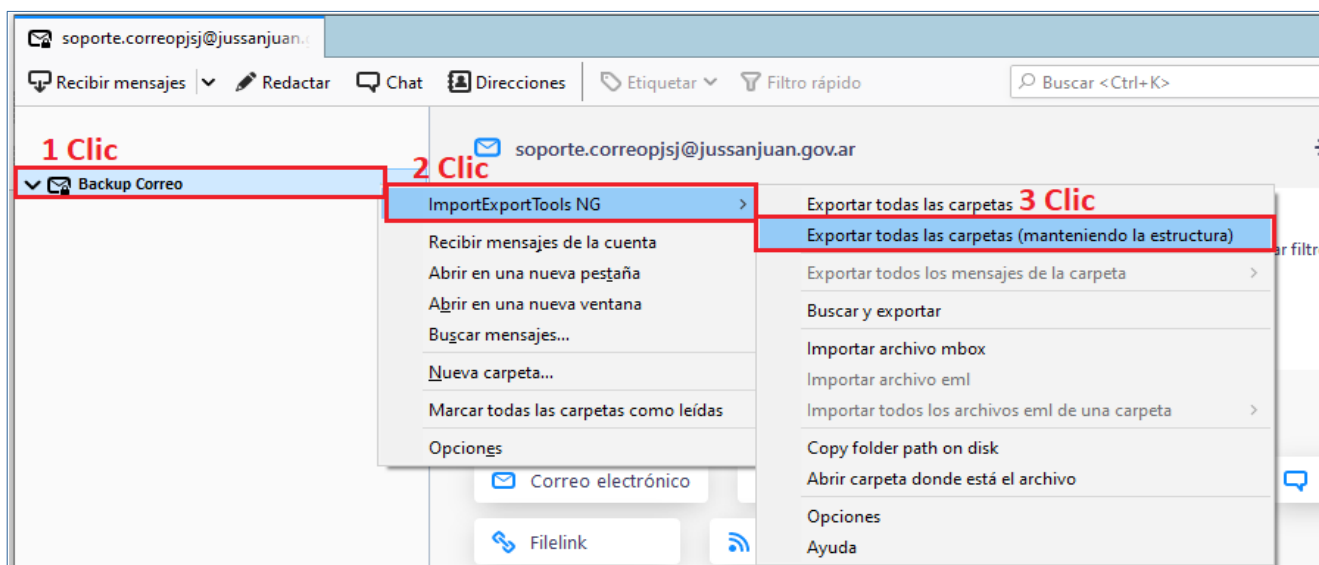 soporte.correopjsj@jussanjuan.
Recibir mensajes Redactar Chat Direcciones Etiquetar Filtro rápido Buscar <Ctrl+K>
1 Clic
Backup Correo
soporte.correopjsj@jussanjuan.gov.ar
2 Clic
ImportExportTools NG
Recibir mensajes de la cuenta
Abrir en una nueva pestaña
Abrir en una nueva ventana
Buscar mensajes...
Nueva carpeta...
Marcar todas las carpetas como leídas
Opciones
Exportar todas las carpetas 3 Clic
Exportar todas las carpetas (manteniendo la estructura)
Exportar todos los mensajes de la carpeta
Buscar y exportar
Importar archivo mbox
Importar archivo eml
Importar todos los archivos eml de una carpeta
Copy folder path on disk
Abrir carpeta donde está el archivo
Opciones
Ayuda
Correo electrónico
Filelink